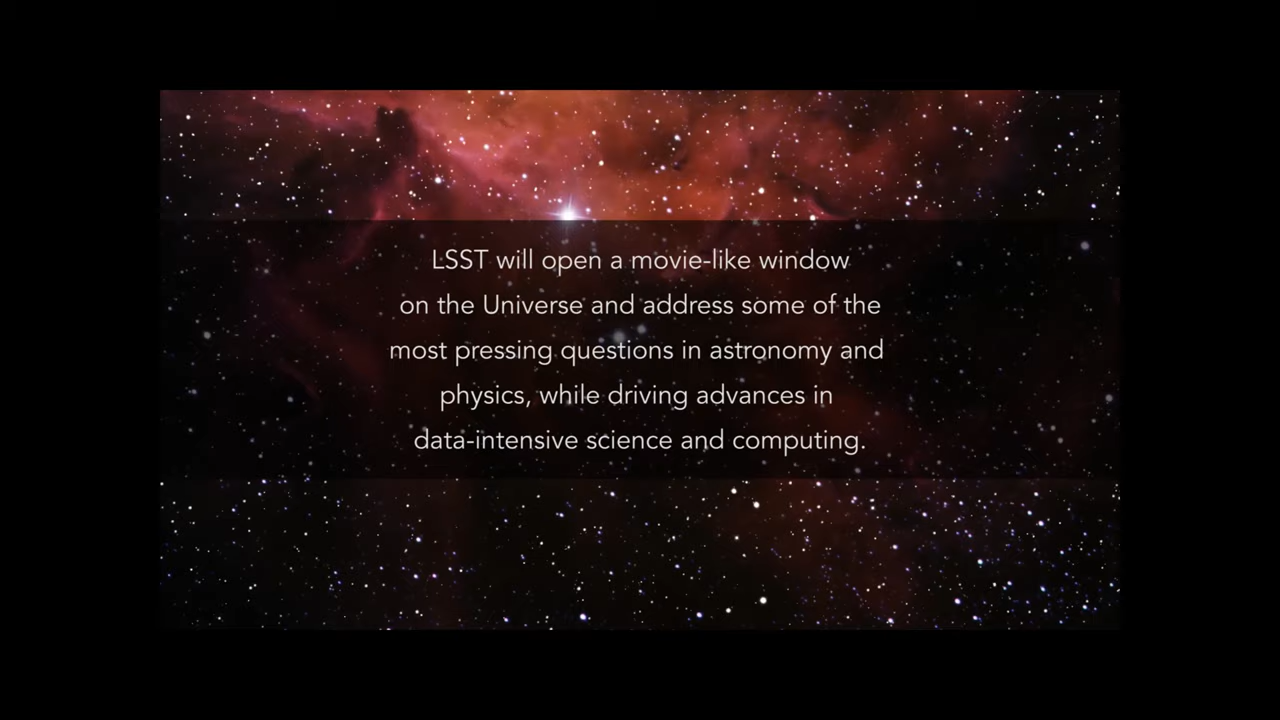 LSST will open a movie-like window
on the Universe and address some of the
most pressing questions in astronomy and
physics, while driving advances in
data-intensive science and computing.